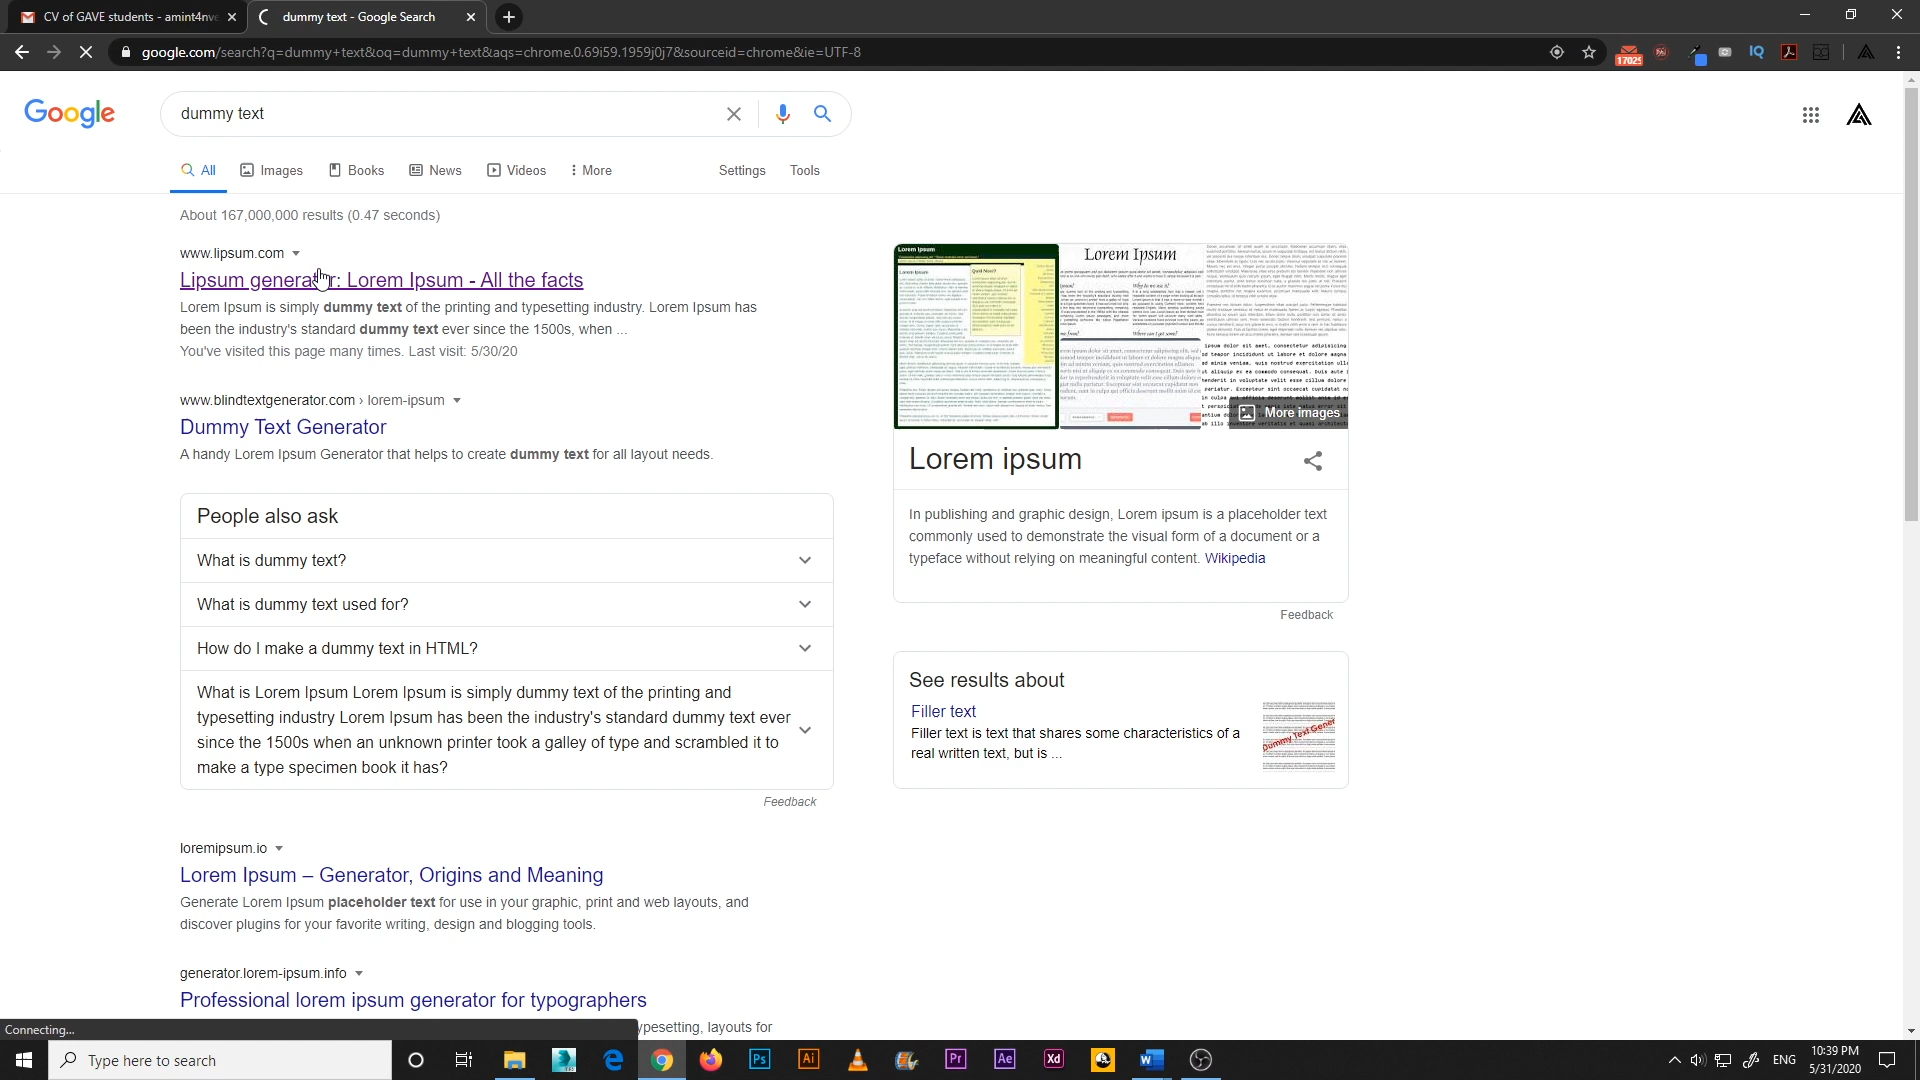 CV of GAVE students - amint4nve
dummy text - Google Search
google.com/search?q=dummy+text&oq=dummy+text&aqs=chrome.0.69i59.1959j0j7&sourceid=chrome&ie=UTF-8
Google
dummy text
All
Images
Books
News
Videos
More
Settings
Tools
About 167,000,000 results (0.47 seconds)
www.lipsum.com
Lipsum generator: Lorem Ipsum - All the facts
Lorem Ipsum is simply dummy text of the printing and typesetting industry. Lorem Ipsum has
been the industry's standard dummy text ever since the 1500s, when ...
You've visited this page many times. Last visit: 5/30/20
www.blindtextgenerator.com › lorem-ipsum
Dummy Text Generator
A handy Lorem Ipsum Generator that helps to create dummy text for all layout needs.
People also ask
What is dummy text?
What is dummy text used for?
How do I make a dummy text in HTML?
What is Lorem Ipsum Lorem Ipsum is simply dummy text of the printing and
typesetting industry Lorem Ipsum has been the industry's standard dummy text ever
since the 1500s when an unknown printer took a galley of type and scrambled it to
make a type specimen book it has?
Feedback
loremipsum.io
Lorem Ipsum – Generator, Origins and Meaning
Generate Lorem Ipsum placeholder text for use in your graphic, print and web layouts, and
discover plugins for your favorite writing, design and blogging tools.
generator.lorem-ipsum.info
Professional lorem ipsum generator for typographers
ypesetting, layouts for
Lorem Ipsum
Lorem Ipsum
More images
Lorem ipsum
In publishing and graphic design, Lorem ipsum is a placeholder text
commonly used to demonstrate the visual form of a document or a
typeface without relying on meaningful content. Wikipedia
Feedback
See results about
Filler text
Filler text is text that shares some characteristics of a
real written text, but is ...
Connecting...
Type here to search
Ps
Ai
Pr
Ae
Xd
ENG
10:39 PM
5/31/2020